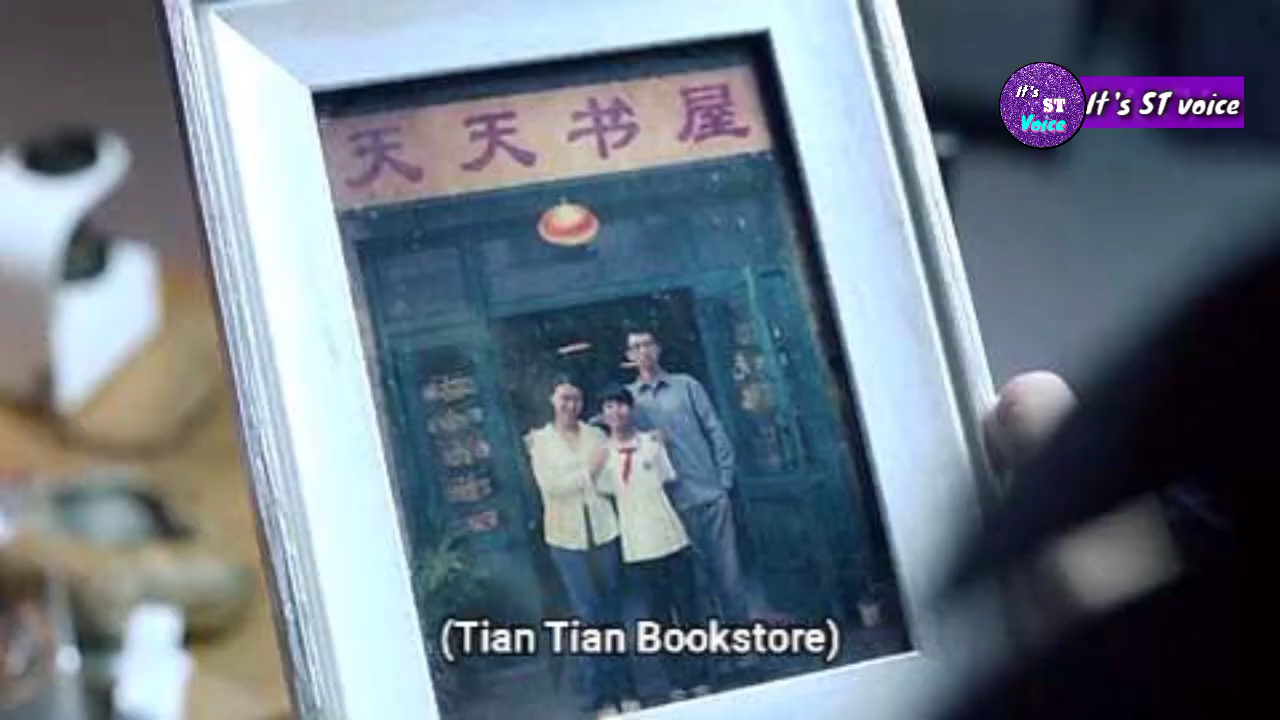 天天书屋
It's
ST
Voice
It's ST voice
(Tian Tian Bookstore)